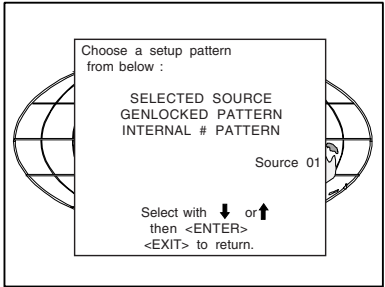 Choose a setup pattern
from below :
SELECTED SOURCE
GENLOCKED PATTERN
INTERNAL # PATTERN
Source 01
Select with ⬇ or⬆
then <ENTER>
<EXIT> to return.